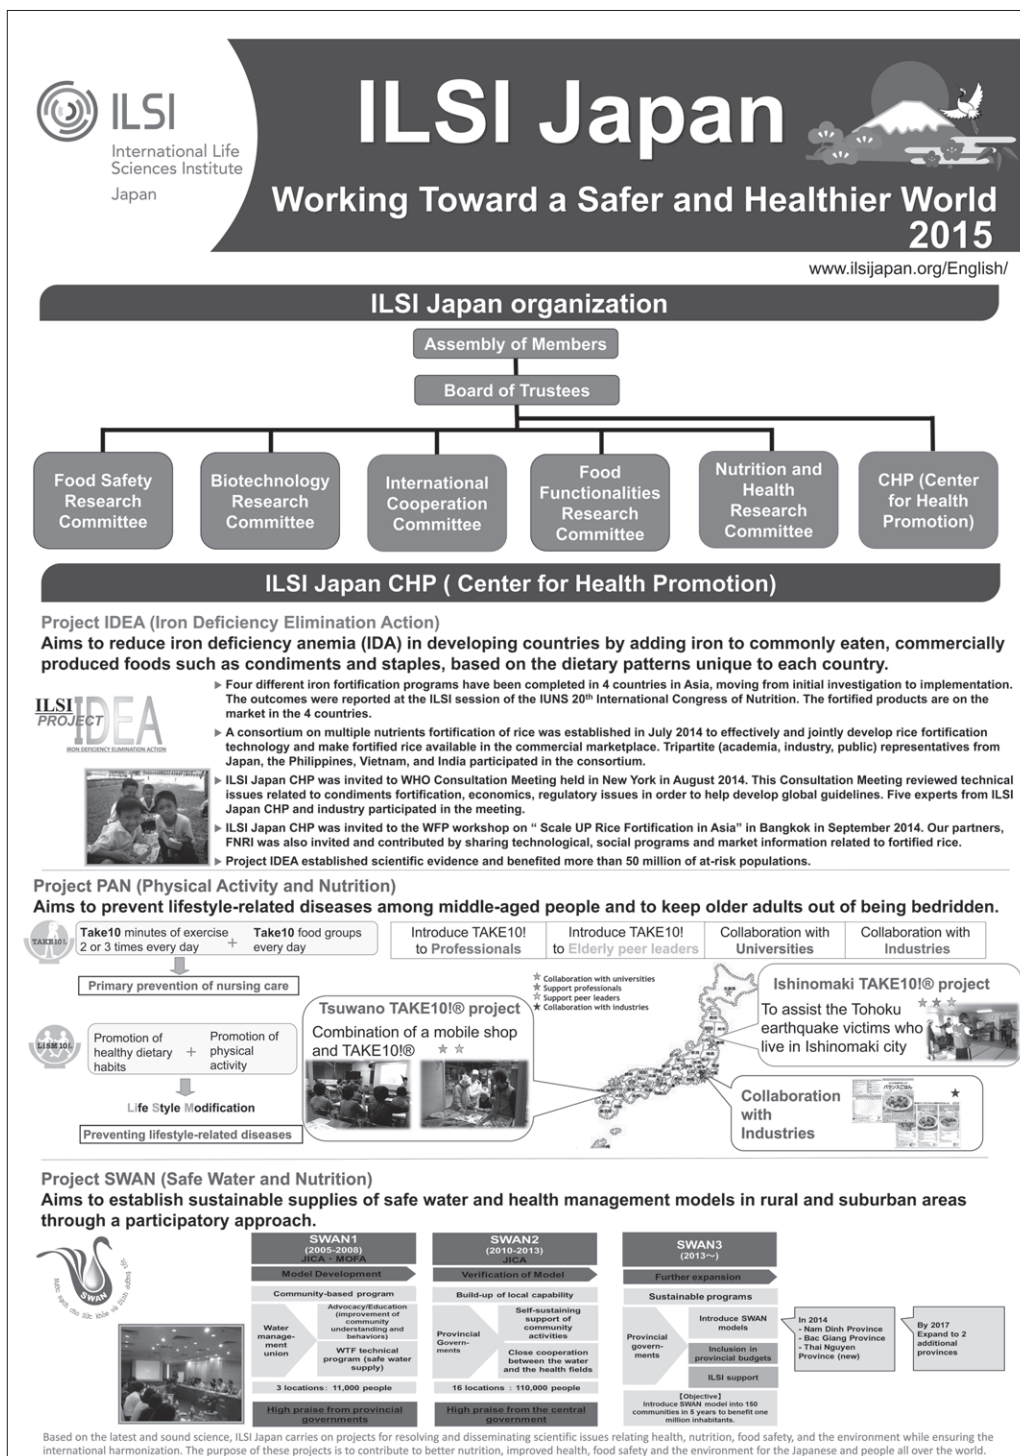 ILSI
International Life
Sciences Institute
Japan
ILSI Japan
Working Toward a Safer and Healthier World
2015
www.ilsijapan.org/English/
ILSI Japan organization
Assembly of Members
Board of Trustees
Food Safety
Research
Committee
Biotechnology
Research
Committee
International
Cooperation
Committee
Food
Functionalities
Research
Committee
Nutrition and
Health
Research
Committee
CHP (Center
for Health
Promotion)
ILSI Japan CHP ( Center for Health Promotion)
Project IDEA (Iron Deficiency Elimination Action)
Aims to reduce iron deficiency anemia (IDA) in developing countries by adding iron to commonly eaten, commercially
produced foods such as condiments and staples, based on the dietary patterns unique to each country.
ILSI
PROJECT
IDEA
IRON DEFICIENCY ELIMINATION ACTION
▶ Four different iron fortification programs have been completed in 4 countries in Asia, moving from initial investigation to implementation.
The outcomes were reported at the ILSI session of the IUNS 20th International Congress of Nutrition. The fortified products are on the
market in the 4 countries.
▶ A consortium on multiple nutrients fortification of rice was established in July 2014 to effectively and jointly develop rice fortification
technology and make fortified rice available in the commercial marketplace. Tripartite (academia, industry, public) representatives from
Japan, the Philippines, Vietnam, and India participated in the consortium.
▶ ILSI Japan CHP was invited to WHO Consultation Meeting held in New York in August 2014. This Consultation Meeting reviewed technical
issues related to condiments fortification, economics, regulatory issues in order to help develop global guidelines. Five experts from ILSI
Japan CHP and industry participated in the meeting.
▶ ILSI Japan CHP was invited to the WFP workshop on “ Scale UP Rice Fortification in Asia” in Bangkok in September 2014. Our partners,
FNRI was also invited and contributed by sharing technological, social programs and market information related to fortified rice.
▶ Project IDEA established scientific evidence and benefited more than 50 million of at-risk populations.
Project PAN (Physical Activity and Nutrition)
Aims to prevent lifestyle-related diseases among middle-aged people and to keep older adults out of being bedridden.
TAKE10!
Take10 minutes of exercise
2 or 3 times every day
+
Take10 food groups
every day
Primary prevention of nursing care
Introduce TAKE10!
to Professionals
Introduce TAKE10!
to Elderly peer leaders
Collaboration with
Universities
Collaboration with
Industries
☆ Collaboration with universities
★ Support professionals
☆ Support peer leaders
★ Collaboration with industries
Tsuwano TAKE10!® project
Combination of a mobile shop
and TAKE10!® ☆ ☆
Ishinomaki TAKE10!® project
To assist the Tohoku
earthquake victims who
live in Ishinomaki city
LiSM10!
Promotion of
healthy dietary
habits
+
Promotion of
physical
activity
Life Style Modification
Preventing lifestyle-related diseases
Collaboration
with
Industries
Project SWAN (Safe Water and Nutrition)
Aims to establish sustainable supplies of safe water and health management models in rural and suburban areas
through a participatory approach.
SWAN
SWAN1
(2005-2008)
JICA・MOFA
Model Development
Community-based program
Water
manage-
ment
union
Advocacy/Education
(improvement of
community
understanding and
behaviors)
WTF technical
program (safe water
supply)
3 locations: 11,000 people
High praise from provincial
governments
SWAN2
(2010-2013)
JICA
Verification of Model
Build-up of local capability
Provincial
Govern-
ments
Self-sustaining
support of
community
activities
Close cooperation
between the water
and the health fields
16 locations : 110,000 people
High praise from the central
government
SWAN3
(2013～)
Further expansion
Sustainable programs
Provincial
govern-
ments
Introduce SWAN
models
Inclusion in
provincial budgets
ILSI support
【Objective】
Introduce SWAN model into 150
communities in 5 years to benefit one
million inhabitants.
In 2014
- Nam Dinh Province
- Bac Giang Province
- Thai Nguyen
Province (new)
By 2017
Expand to 2
additional
provinces
Based on the latest and sound science, ILSI Japan carries on projects for resolving and disseminating scientific issues relating health, nutrition, food safety, and the environment while ensuring the
international harmonization. The purpose of these projects is to contribute to better nutrition, improved health, food safety and the environment for the Japanese and people all over the world.